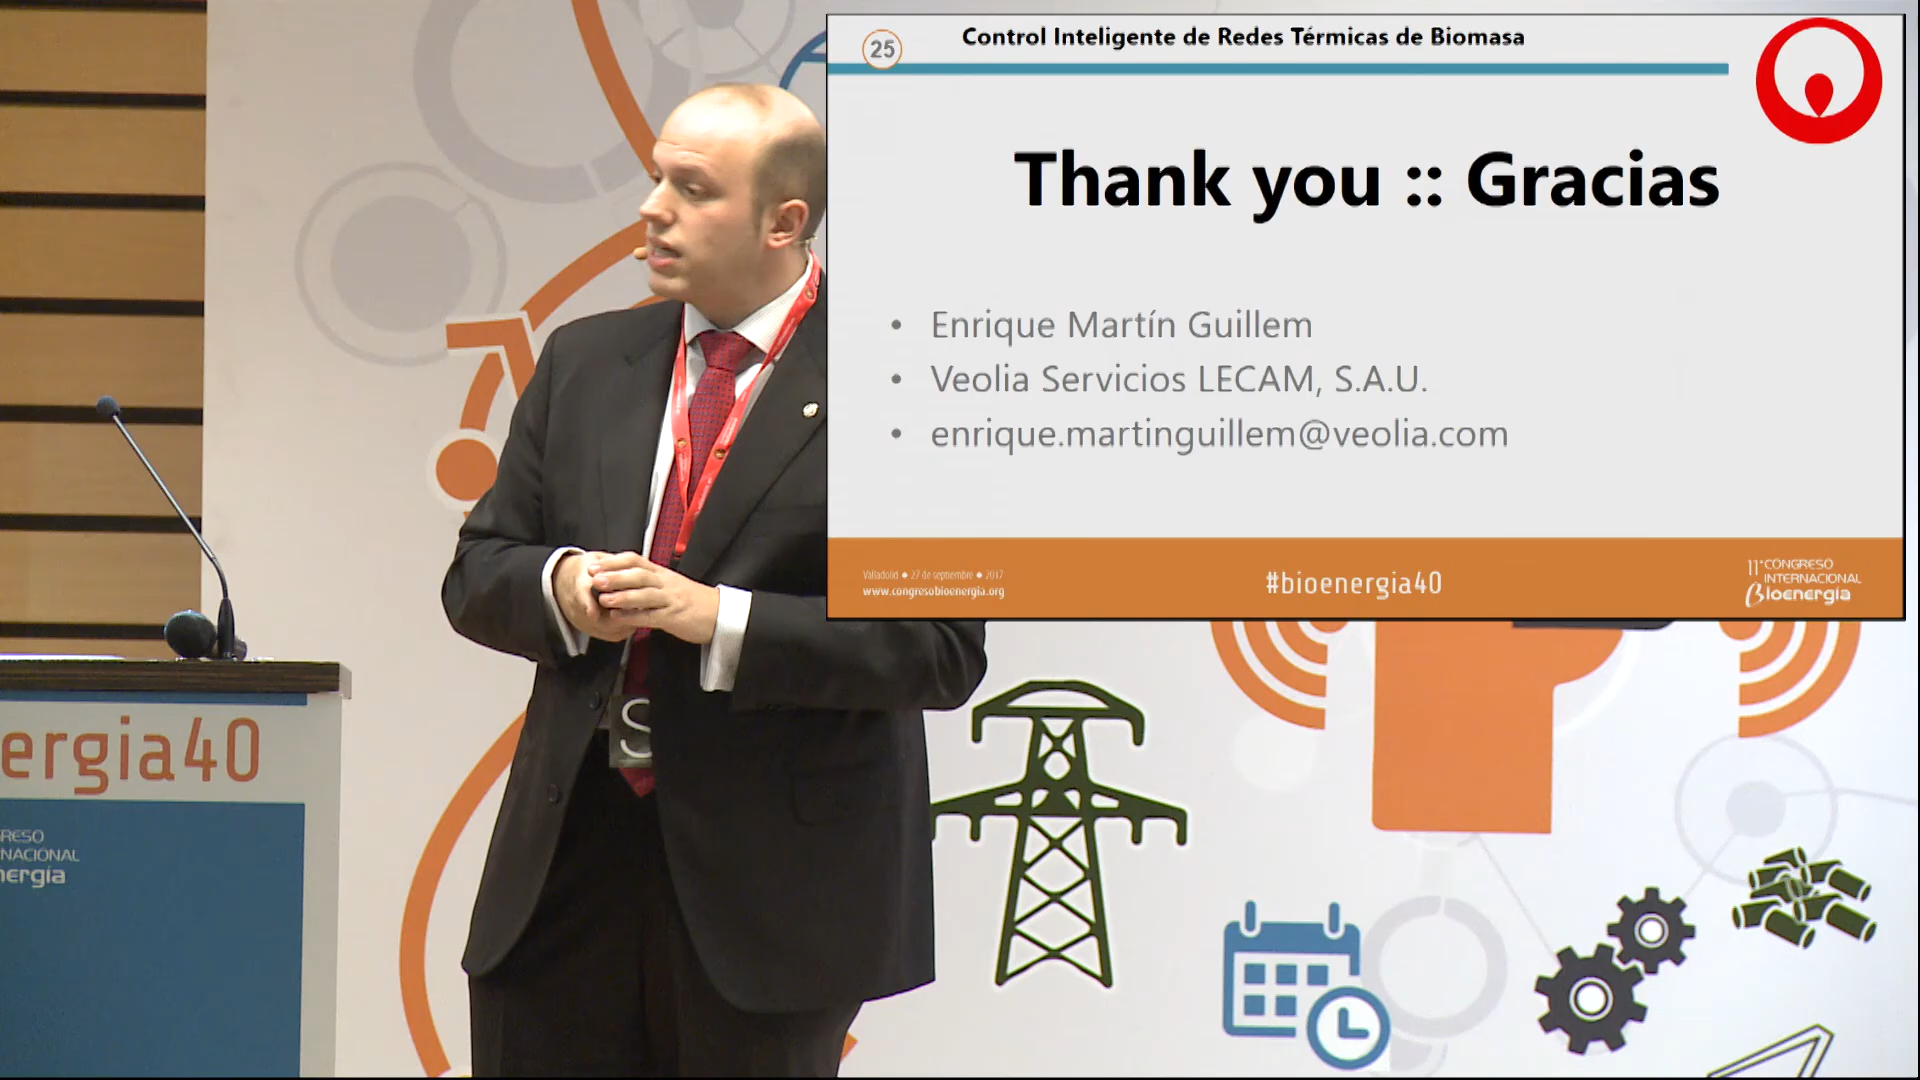 25
Control Inteligente de Redes Térmicas de Biomasa
Thank you :: Gracias
• Enrique Martín Guillem
• Veolia Servicios LECAM, S.A.U.
• enrique.martinguillem@veolia.com
Valladolid ● 27 de septiembre ● 2017
www.congresobioenergia.org
#bioenergia40
11º CONGRESO
INTERNACIONAL
Bioenergía
S
ergia40
RESO
NACIONAL
nergía